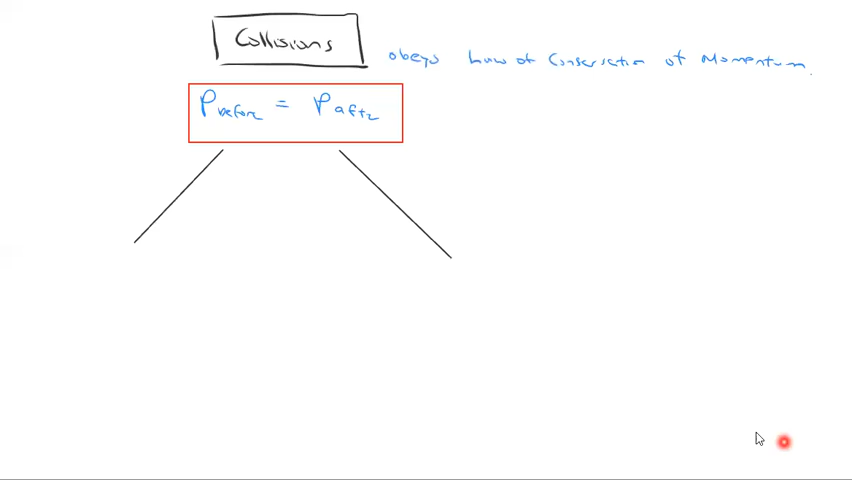 Collisions
obeys Law of Conservation of Momentum.
Pbefore = Pafter